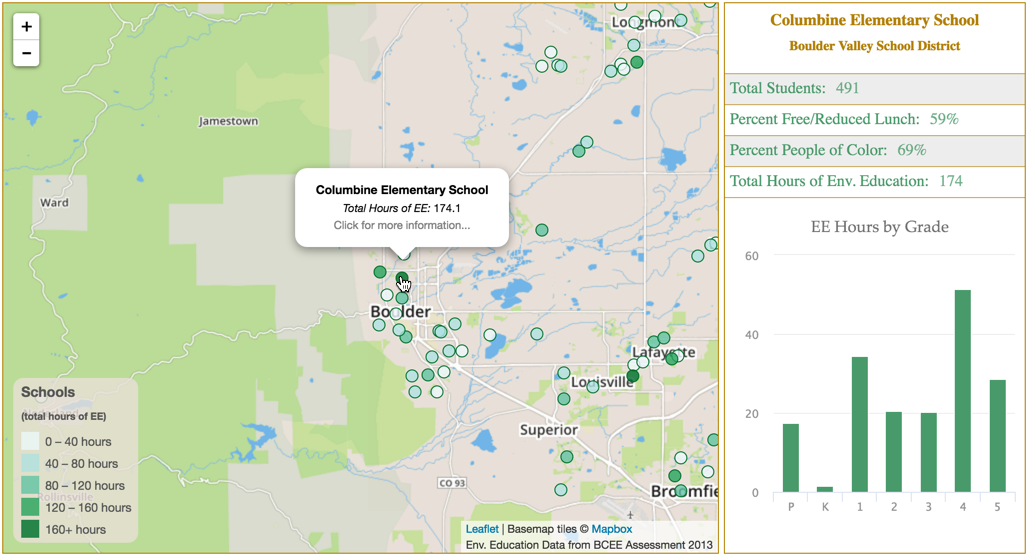 +
−
Longmont
Jamestown
Ward
Columbine Elementary School
Total Hours of EE: 174.1
Click for more information...
Boulder
Lafayette
Louisville
Superior
CO 93
Broomfie
Schools
(total hours of EE)
0 – 40 hours
40 – 80 hours
80 – 120 hours
120 – 160 hours
160+ hours
Leaflet | Basemap tiles © Mapbox
Env. Education Data from BCEE Assessment 2013
Columbine Elementary School
Boulder Valley School District
Total Students: 491
Percent Free/Reduced Lunch: 59%
Percent People of Color: 69%
Total Hours of Env. Education: 174
EE Hours by Grade
60
40
20
0
P K 1 2 3 4 5